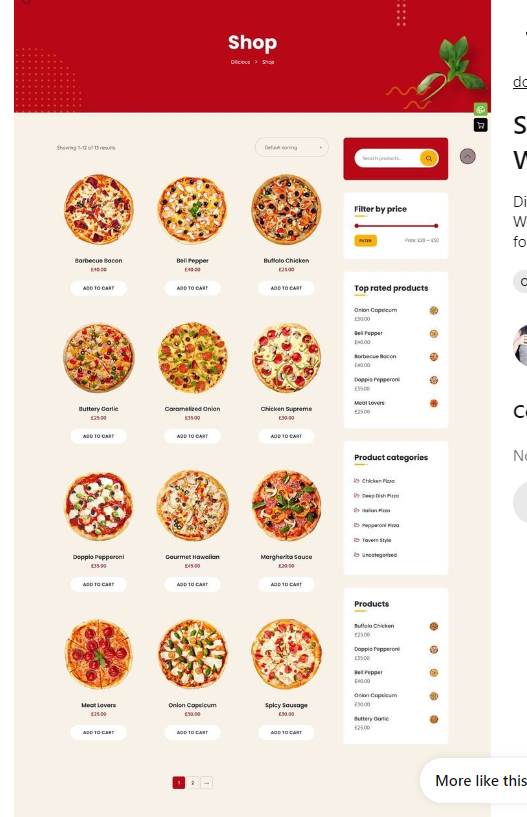 Shop
Dilicious > Shop
Showing 1–12 of 13 results
Default sorting
Search products…
Barbecue Bacon
£40.00
ADD TO CART
Bell Pepper
£40.00
ADD TO CART
Buffalo Chicken
£25.00
ADD TO CART
Buttery Garlic
£25.00
ADD TO CART
Caramelized Onion
£35.00
ADD TO CART
Chicken Supreme
£30.00
ADD TO CART
Doppio Pepperoni
£35.00
ADD TO CART
Gourmet Hawaiian
£45.00
ADD TO CART
Margherita Sauce
£20.00
ADD TO CART
Meat Lovers
£25.00
ADD TO CART
Onion Capsicum
£30.00
ADD TO CART
Spicy Sausage
£30.00
ADD TO CART
1 2 →
Filter by price
FILTER
Price: £20 — £50
Top rated products
Onion Capsicum
£30.00
Bell Pepper
£40.00
Barbecue Bacon
£40.00
Doppio Pepperoni
£35.00
Meat Lovers
£25.00
Product categories
Chicken Pizza
Deep Dish Pizza
Italian Pizza
Pepperoni Pizza
Tavern Style
Uncategorized
Products
Buffalo Chicken
£25.00
Doppio Pepperoni
£35.00
Bell Pepper
£40.00
Onion Capsicum
£30.00
Buttery Garlic
£25.00
do
S
W
Di
W
fo
C
No
More like this